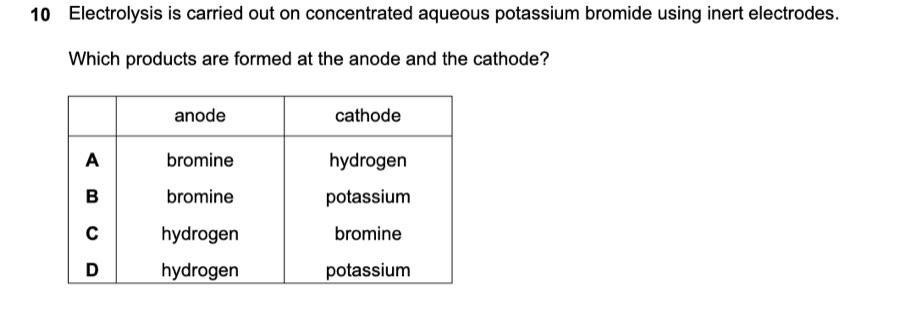 10 Electrolysis is carried out on concentrated aqueous potassium bromide using inert electrodes.
Which products are formed at the anode and the cathode?
anode cathode
A bromine hydrogen
B bromine potassium
C hydrogen bromine
D hydrogen potassium